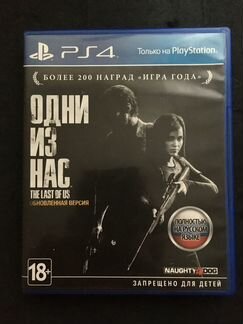 PS4
Только на PlayStation.
БОЛЕЕ 200 НАГРАД «ИГРА ГОДА»
ОДНИ
ИЗ
НАС
THE LAST OF US
ОБНОВЛЕННАЯ ВЕРСИЯ
ПОЛНОСТЬЮ
НА РУССКОМ
ЯЗЫКЕ
18+
NAUGHTY DOG
ЗАПРЕЩЕНО ДЛЯ ДЕТЕЙ